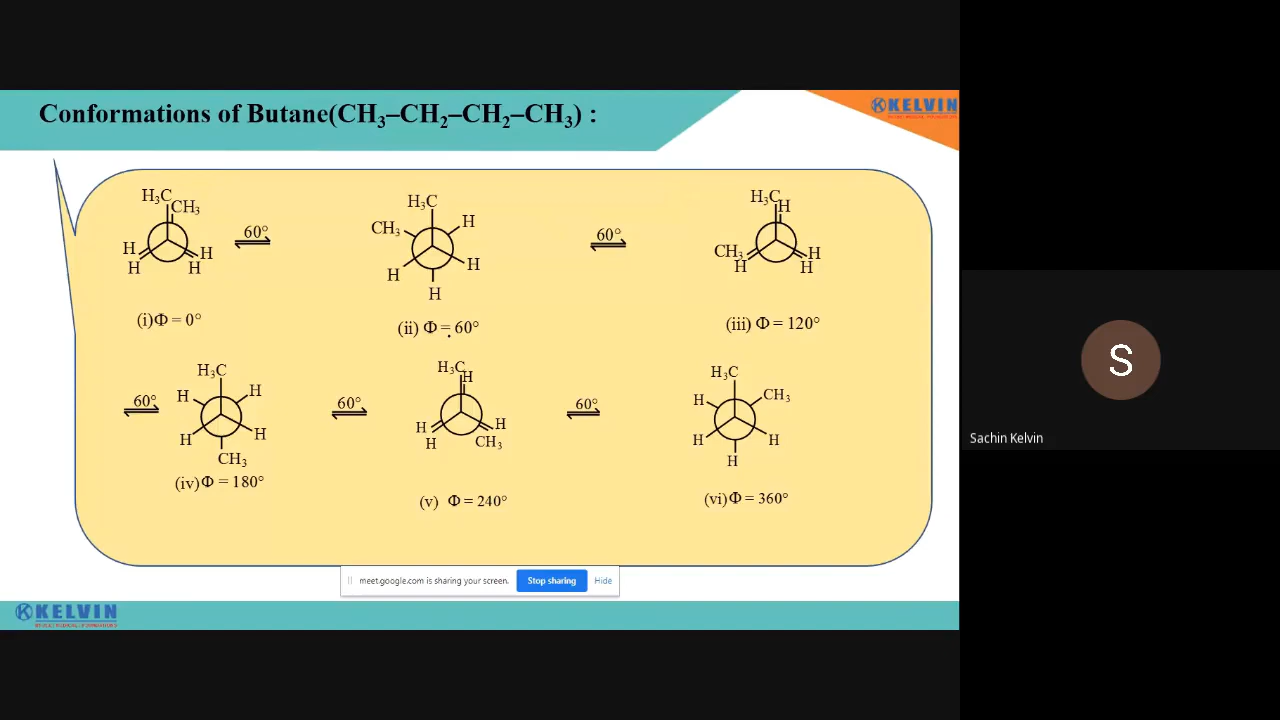 Conformations of Butane(CH₃–CH₂–CH₂–CH₃) :
KELVIN
H₃C
CH₃
H
H
H
H
60°
(i)Φ = 0°
H₃C
CH₃
H
H
H
H
60°
(ii) Φ = 60°
H₃C
H
CH₃
H
H
H
(iii) Φ = 120°
60°
H₃C
H
H
H
H
CH₃
(iv)Φ = 180°
60°
H₃C
H
H
H
H
CH₃
(v) Φ = 240°
60°
H₃C
H
CH₃
H
H
H
(vi)Φ = 360°
meet.google.com is sharing your screen.
Stop sharing
Hide
KELVIN
S
Sachin Kelvin